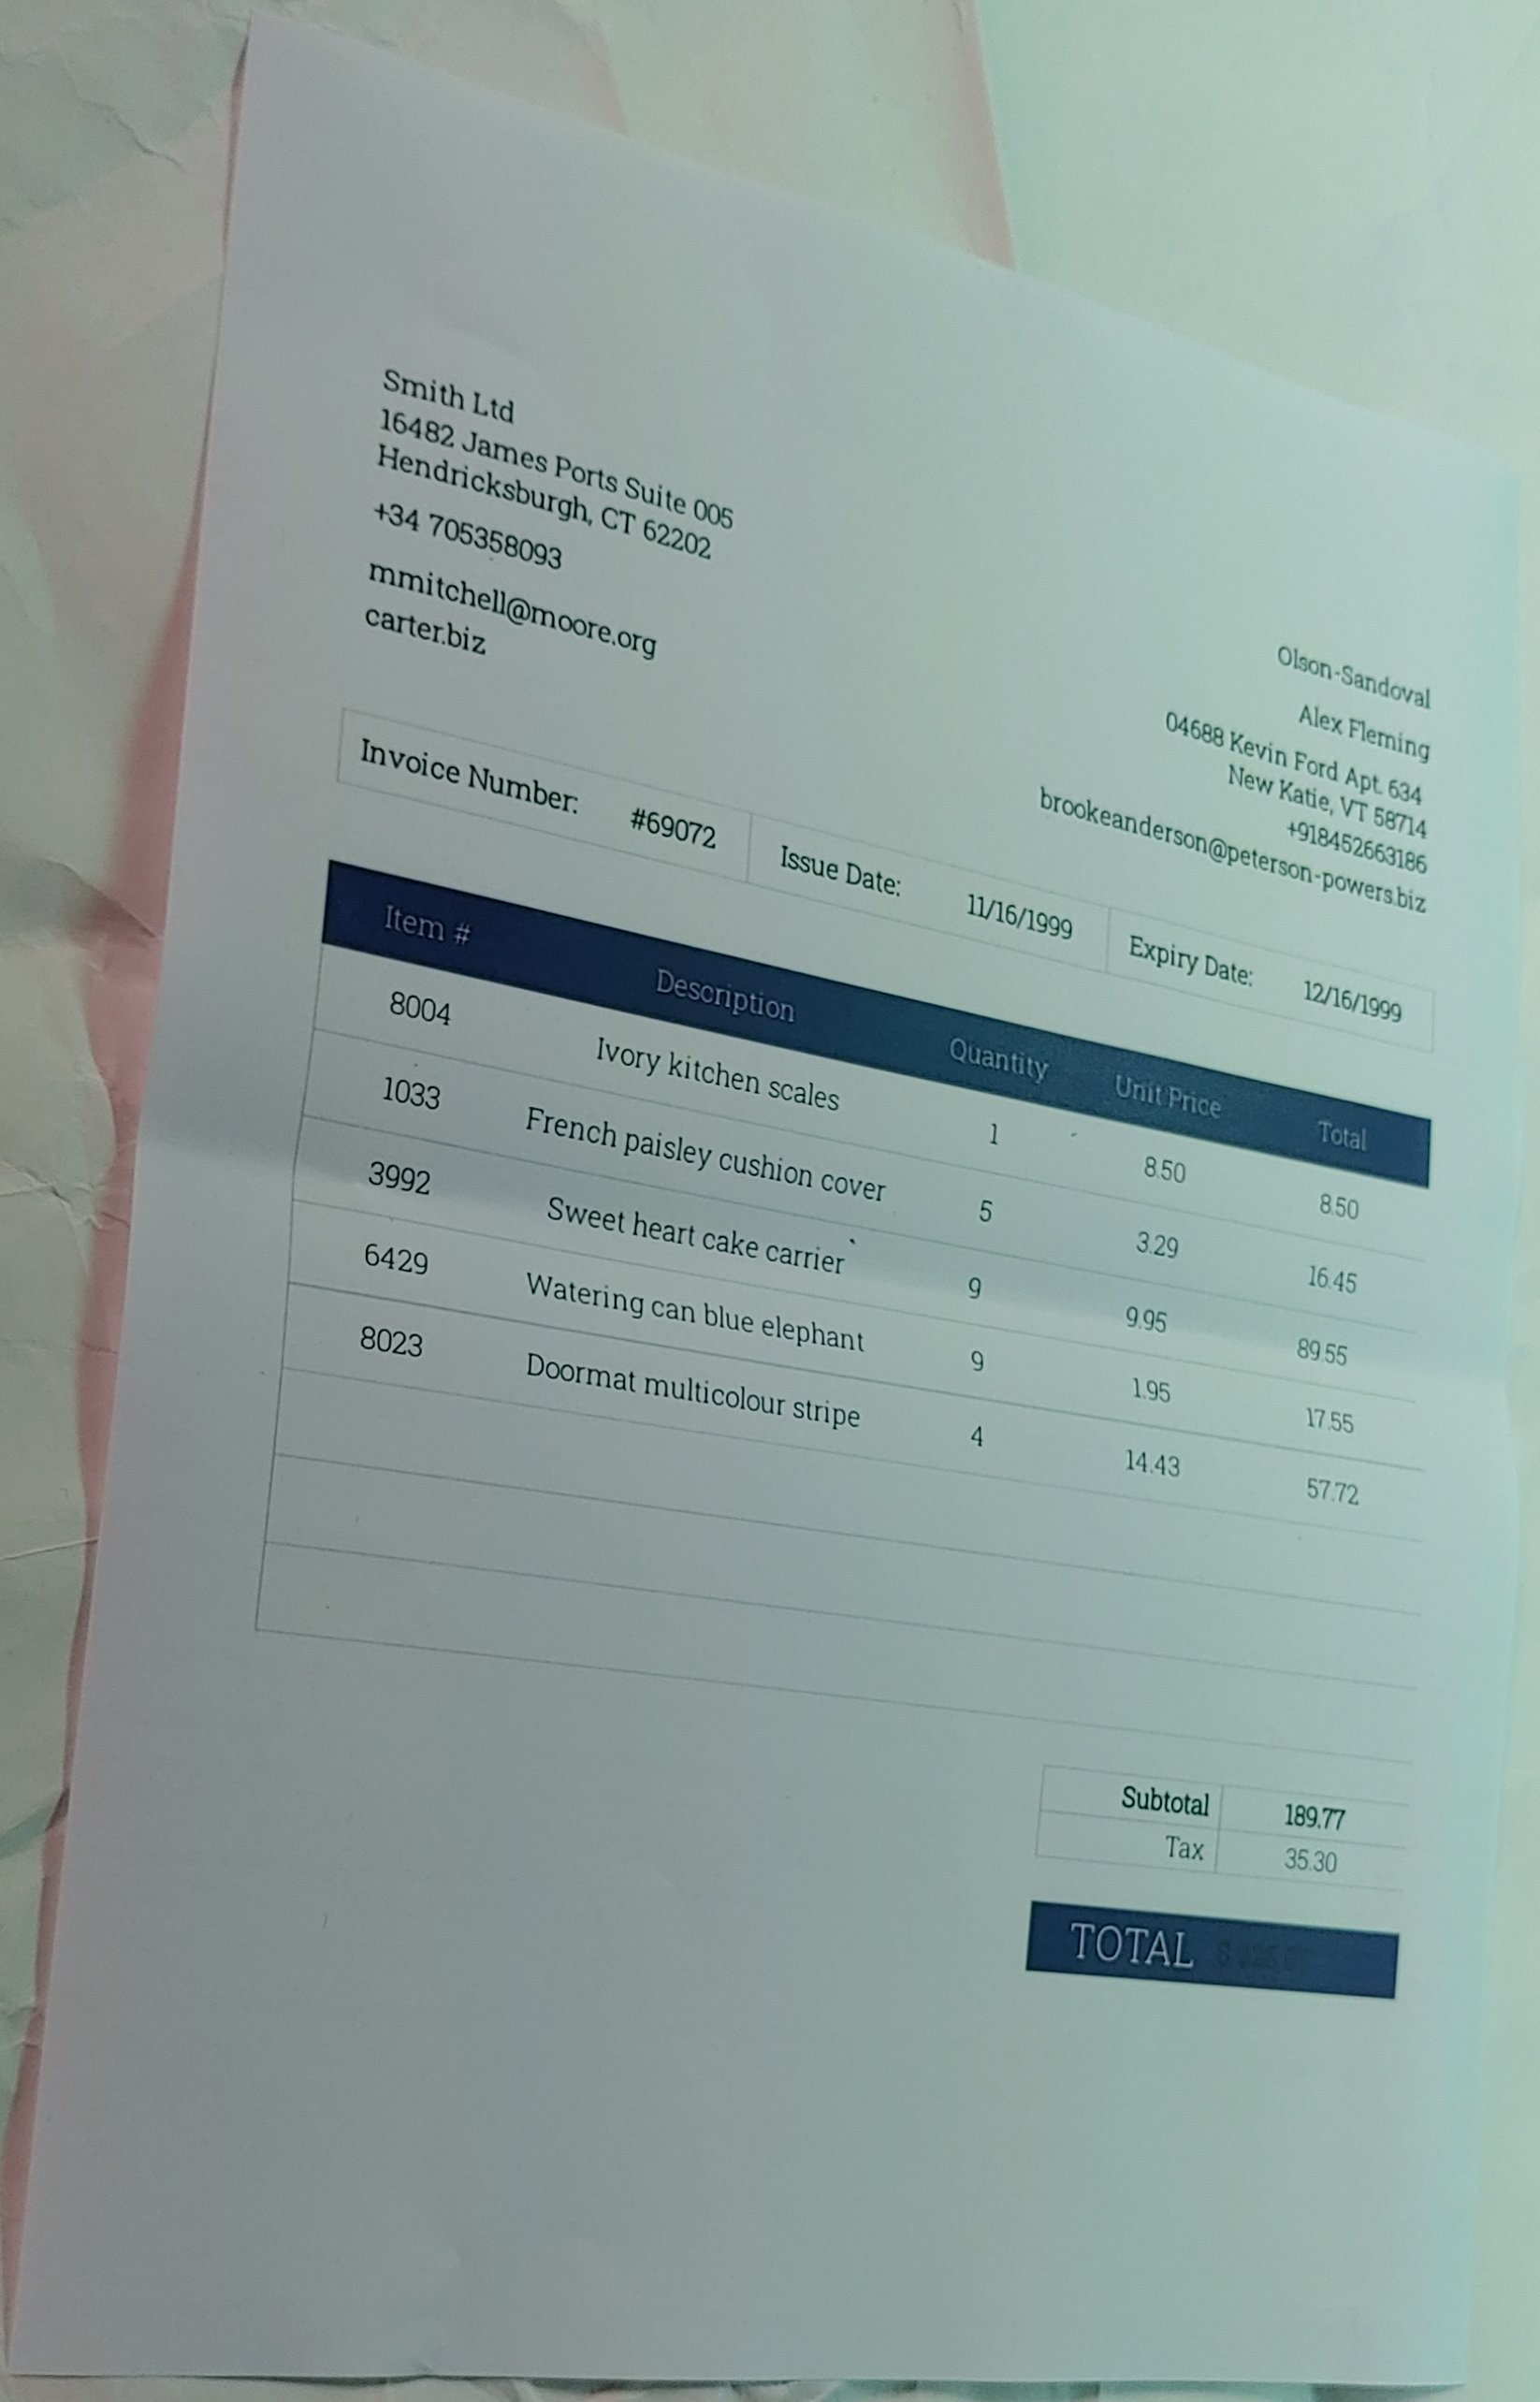 Smith Ltd
16482 James Ports Suite 005
Hendricksburgh, CT 62202
+34 705358093
mmitchell@moore.org
carter.biz
Olson-Sandoval
Alex Fleming
04688 Kevin Ford Apt. 634
New Katie, VT 58714
+918452663186
brookeanderson@peterson-powers.biz
Invoice Number: #69072 Issue Date: 11/16/1999 Expiry Date: 12/16/1999
Item # Description Quantity Unit Price Total
8004 Ivory kitchen scales 1 8.50 8.50
1033 French paisley cushion cover 5 3.29 16.45
3992 Sweet heart cake carrier 9 9.95 89.55
6429 Watering can blue elephant 9 1.95 17.55
8023 Doormat multicolour stripe 4 14.43 57.72
Subtotal 189.77
Tax 35.30
TOTAL